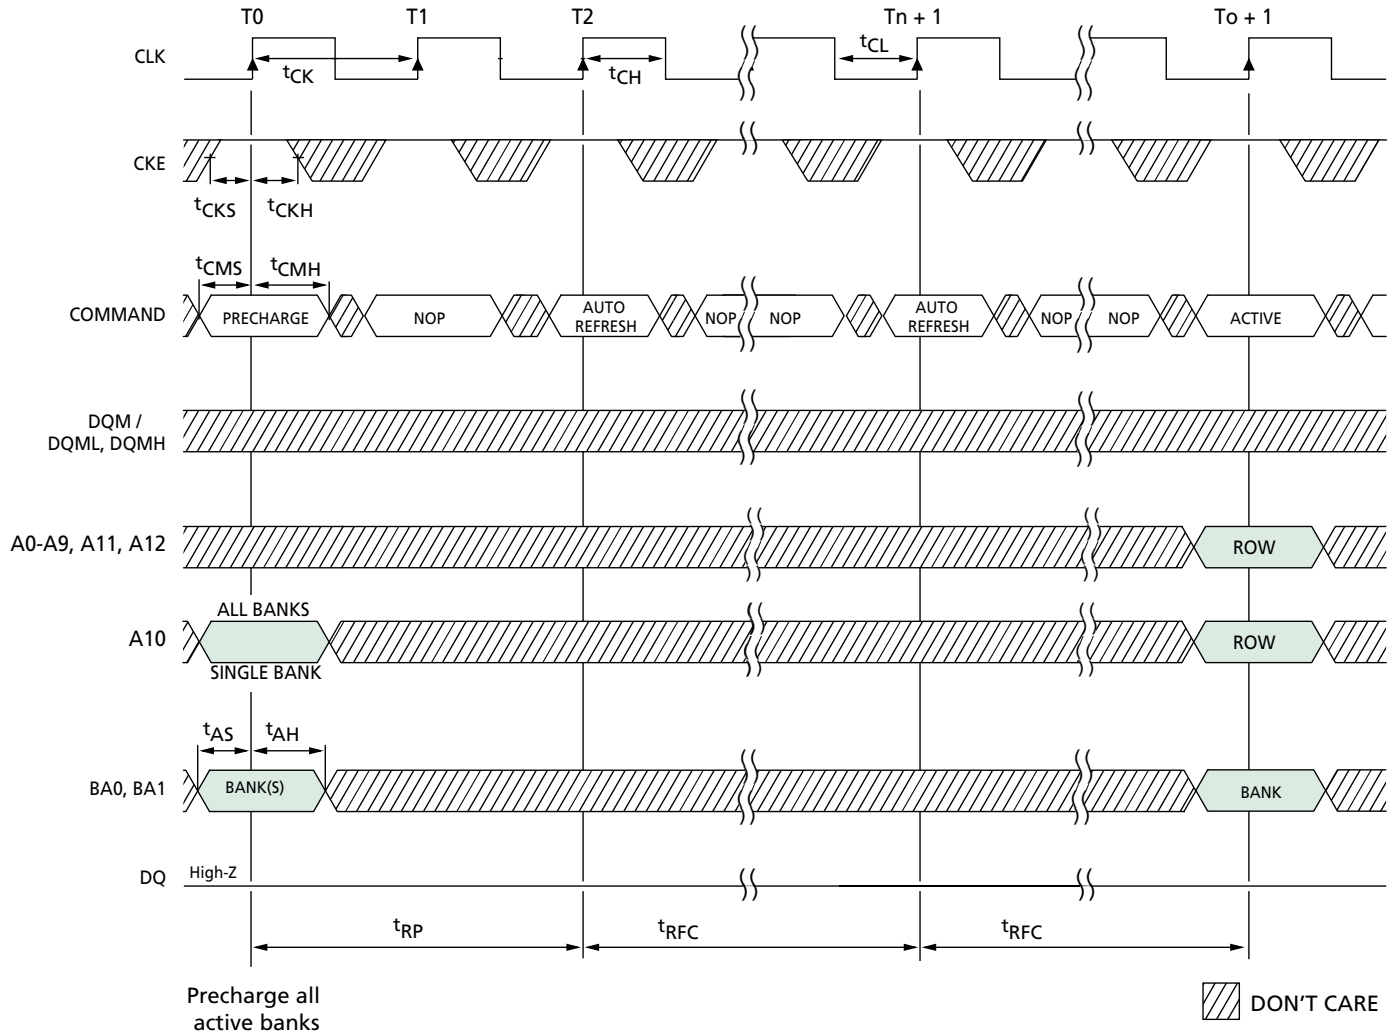 T0 T1 T2 Tn + 1 To + 1
CLK
tCK tCH tCL
CKE
tCKS tCKH
tCMS tCMH
COMMAND PRECHARGE NOP AUTO REFRESH NOP NOP AUTO REFRESH NOP NOP ACTIVE
DQM /
DQML, DQMH
A0-A9, A11, A12 ROW
ALL BANKS
A10 ROW
SINGLE BANK
tAS tAH
BA0, BA1 BANK(S) BANK
DQ High-Z
tRP tRFC tRFC
Precharge all
active banks
DON'T CARE